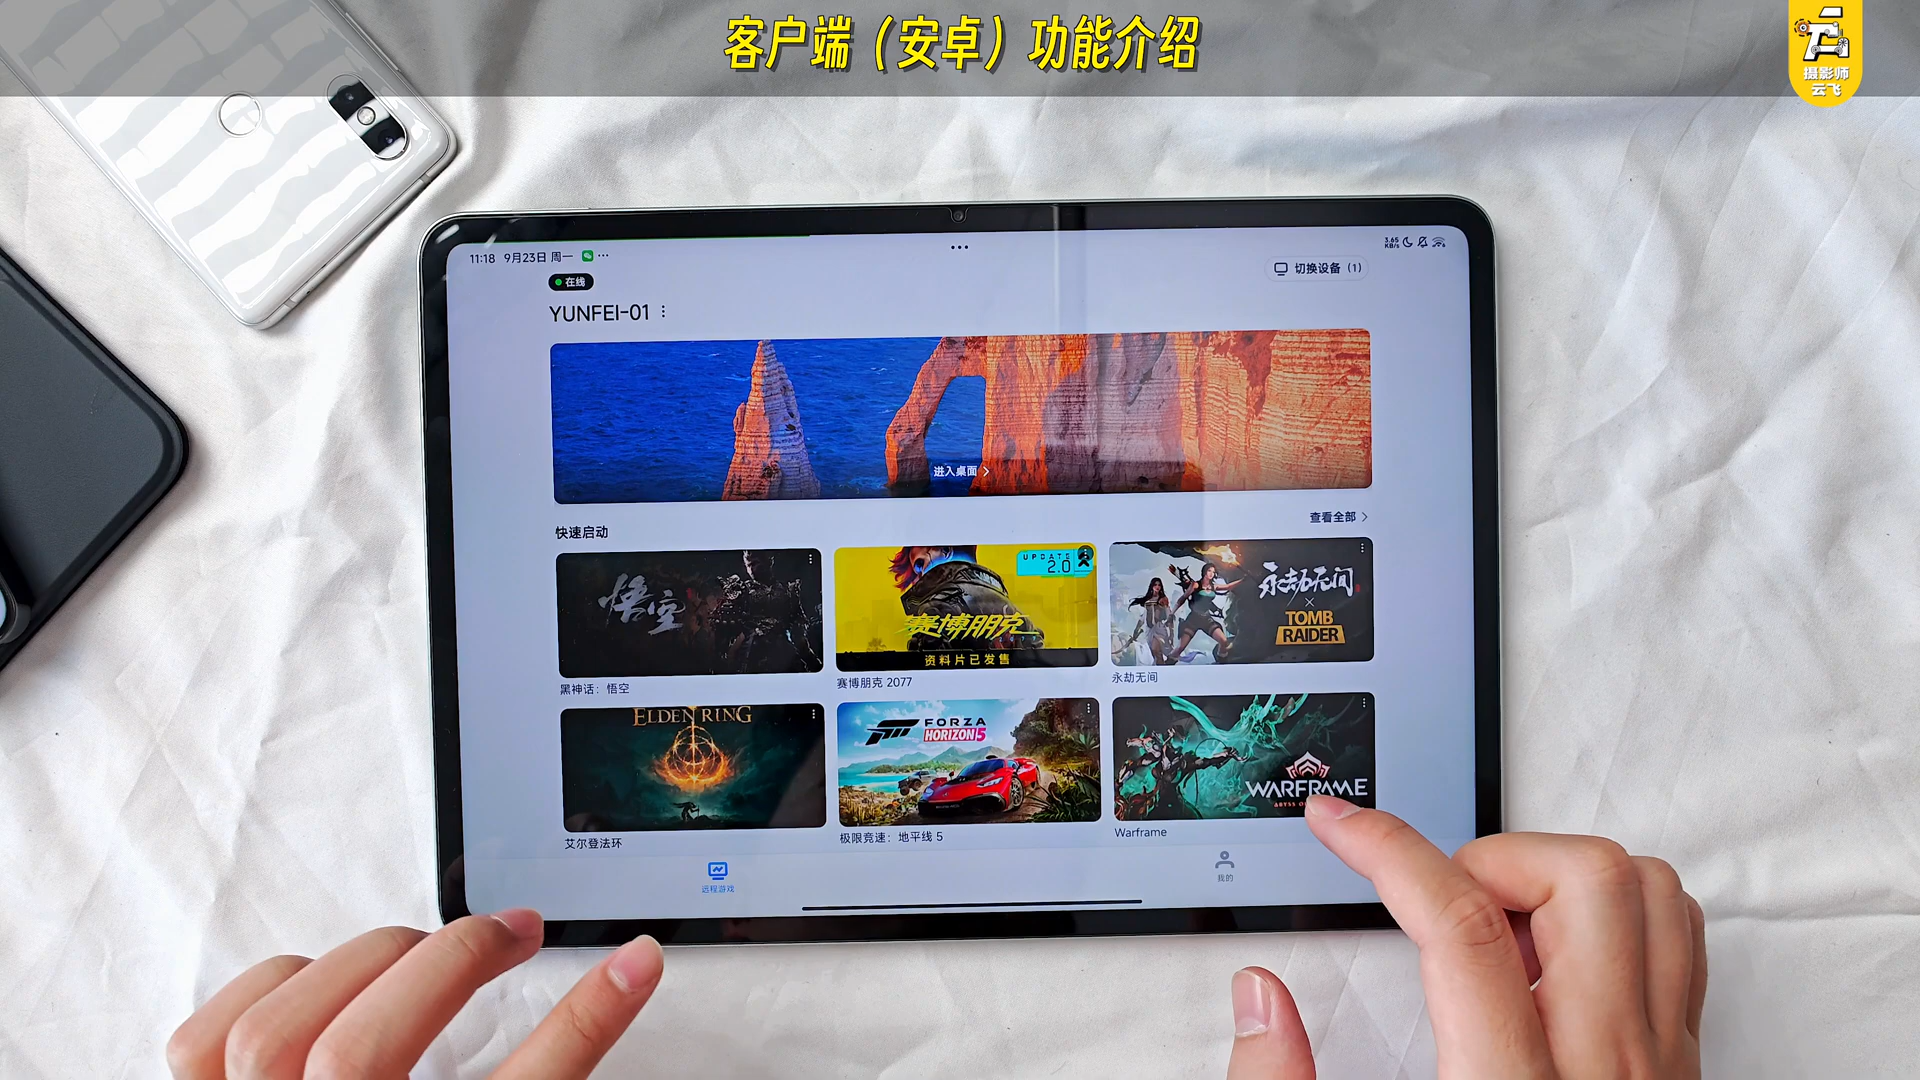 客户端（安卓）功能介绍
摄影师
云飞
11:18 9月23日 周一
3.65
KB/s
在线
切换设备（1）
YUNFEI-01
进入桌面
快速启动
查看全部
悟空
UPDATE
2.0
赛博朋克
资料片已发售
永劫无间
×
TOMB
RAIDER
黑神话：悟空
赛博朋克 2077
永劫无间
ELDEN RING
FORZA
HORIZON 5
WARFRAME
艾尔登法环
极限竞速：地平线 5
Warframe
远程游戏
我的